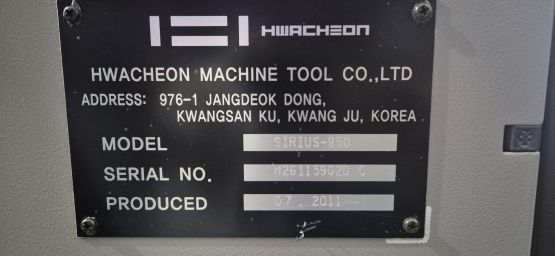 HWACHEON
HWACHEON MACHINE TOOL CO.,LTD
ADDRESS: 976-1 JANGDEOK DONG,
KWANGSAN KU, KWANG JU, KOREA
MODEL SIRIUS-850
SERIAL NO. M261159G2D C
PRODUCED 07 . 2011